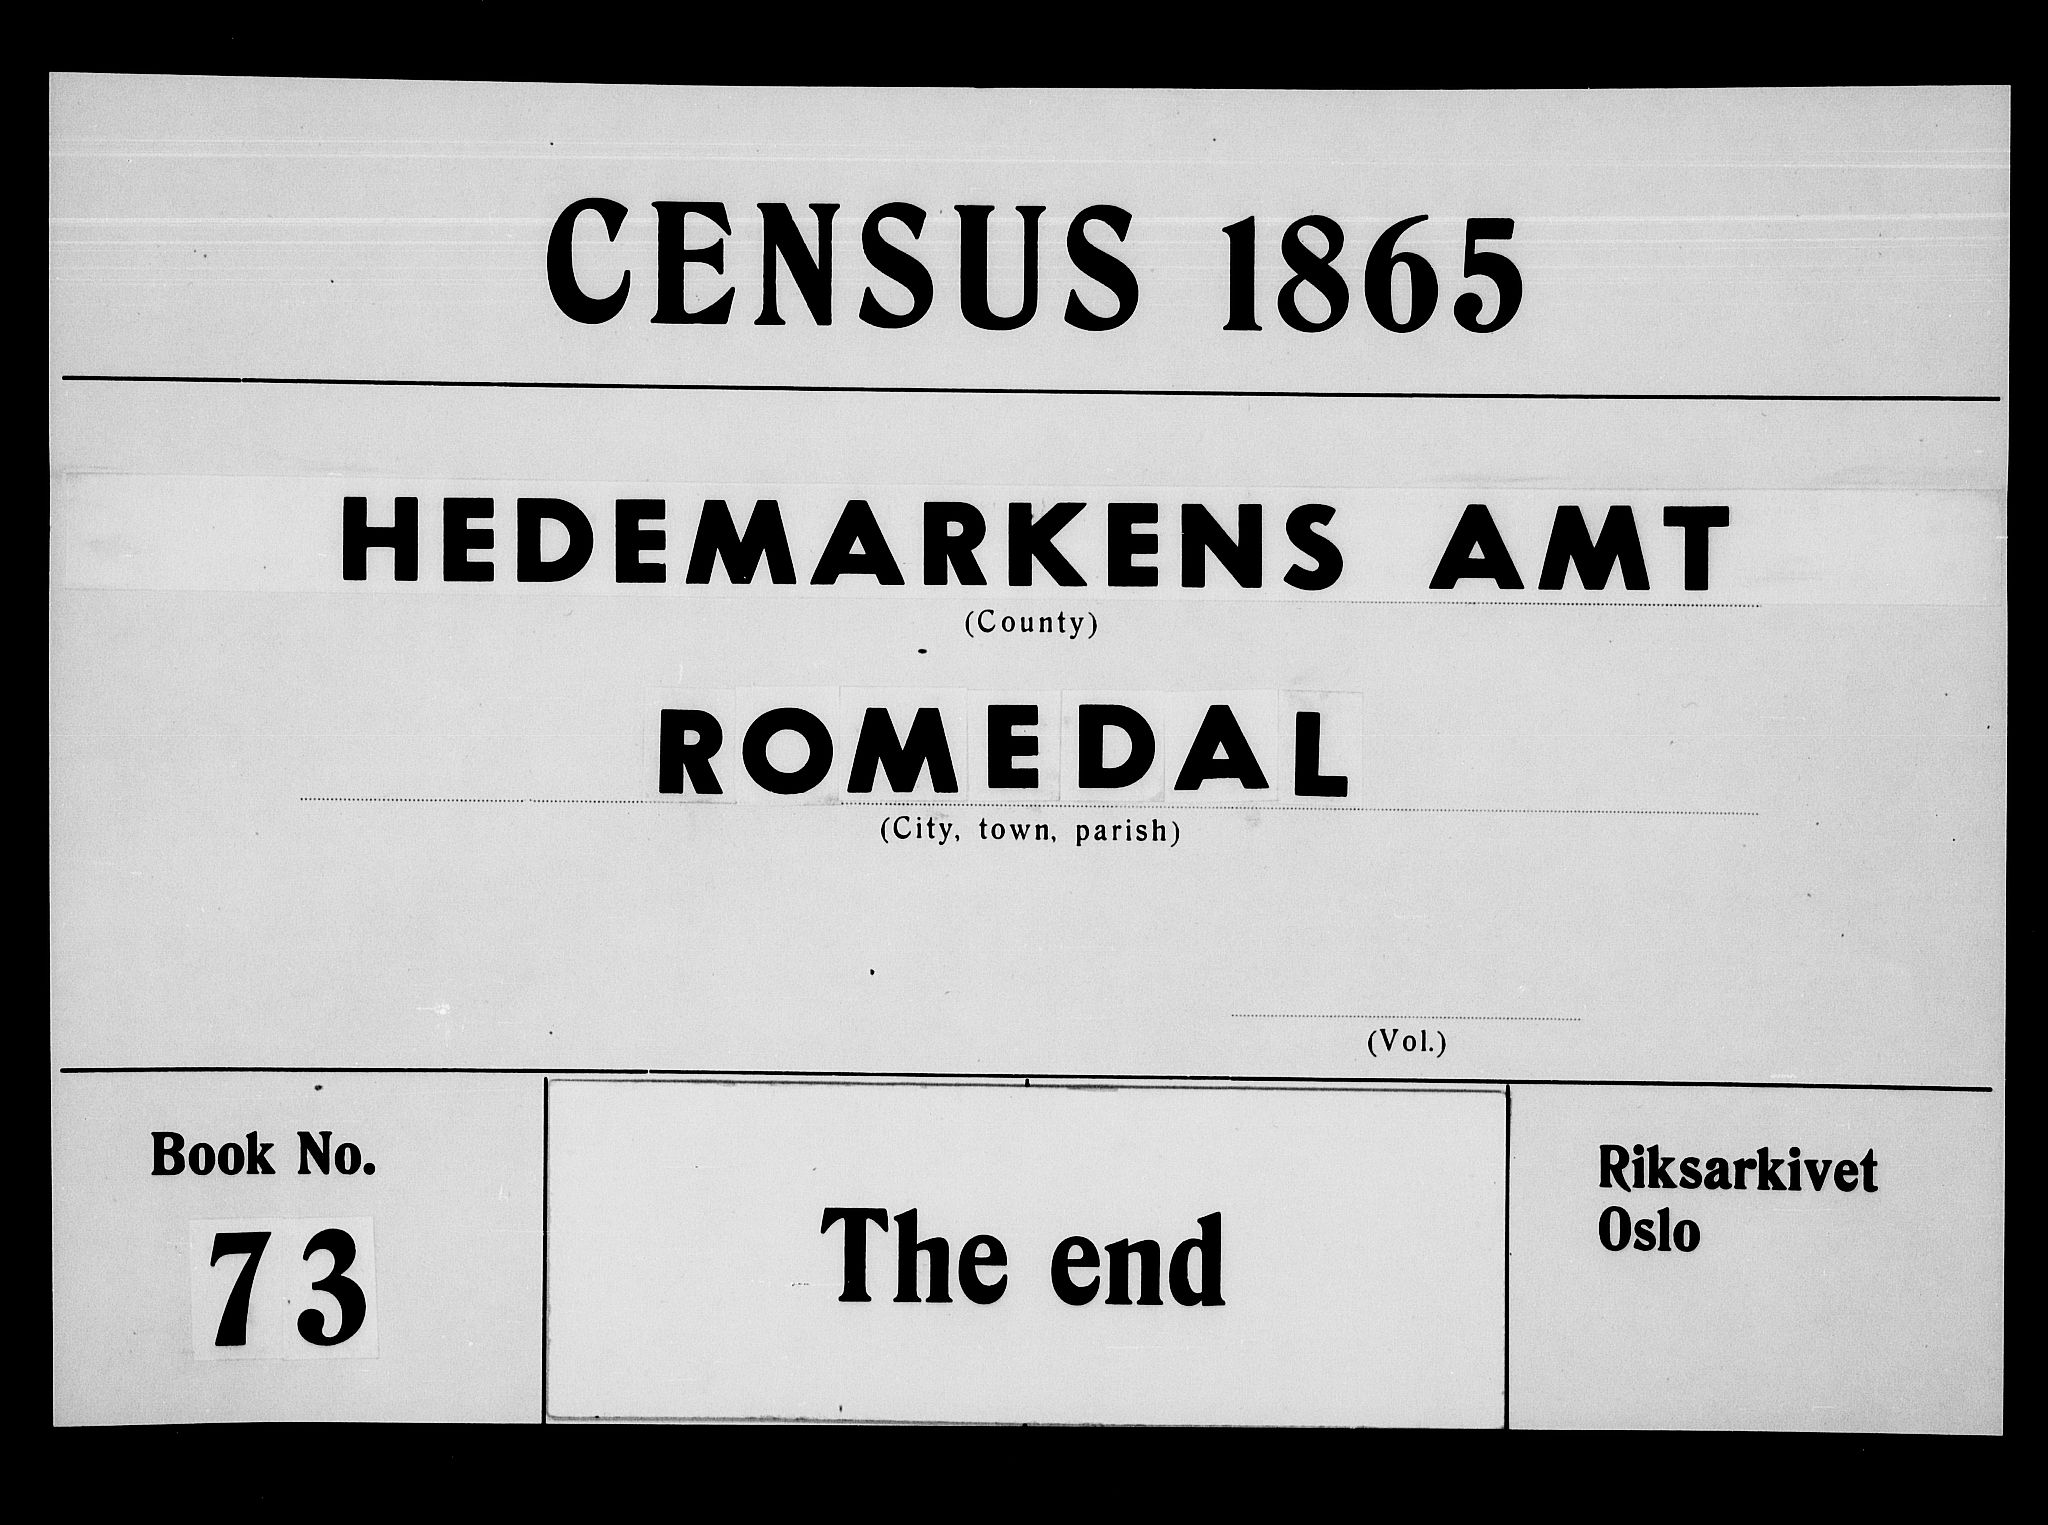 CENSUS 1865
HEDEMARKENS AMT
(County)
ROMEDAL
(City, town, parish)
(Vol.)
Book No.
73
The end
Riksarkivet
Oslo